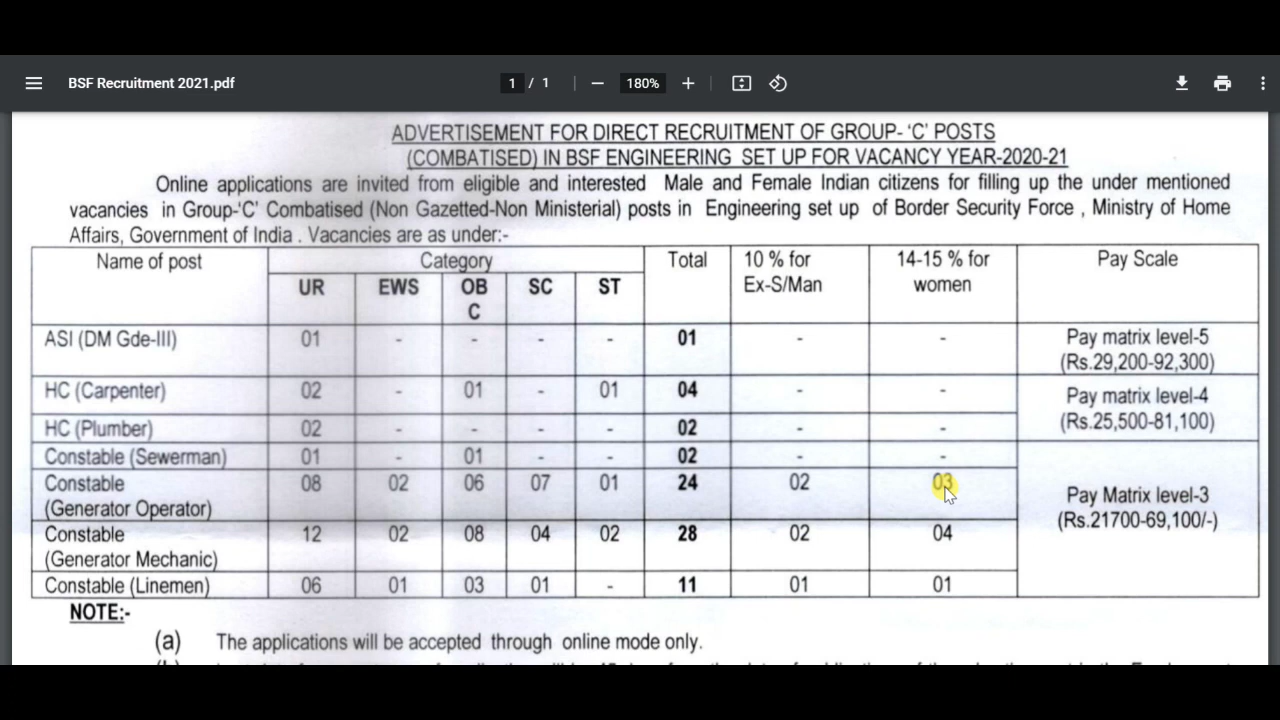 BSF Recruitment 2021.pdf
1 / 1
180%
ADVERTISEMENT FOR DIRECT RECRUITMENT OF GROUP- ‘C’ POSTS
(COMBATISED) IN BSF ENGINEERING SET UP FOR VACANCY YEAR-2020-21
Online applications are invited from eligible and interested Male and Female Indian citizens for filling up the under mentioned
vacancies in Group-‘C’ Combatised (Non Gazetted-Non Ministerial) posts in Engineering set up of Border Security Force , Ministry of Home
Affairs, Government of India . Vacancies are as under:-
Name of post Category Total 10 % for 14-15 % for Pay Scale
Ex-S/Man women
UR EWS OB SC ST
C
ASI (DM Gde-III) 01 - - - - 01 - - Pay matrix level-5
(Rs.29,200-92,300)
HC (Carpenter) 02 - 01 - 01 04 - - Pay matrix level-4
(Rs.25,500-81,100)
HC (Plumber) 02 - - - - 02 - -
Constable (Sewerman) 01 - 01 - - 02 - -
Constable 08 02 06 07 01 24 02 03 Pay Matrix level-3
(Generator Operator) (Rs.21700-69,100/-)
Constable 12 02 08 04 02 28 02 04
(Generator Mechanic)
Constable (Linemen) 06 01 03 01 - 11 01 01
NOTE:-
(a) The applications will be accepted through online mode only.